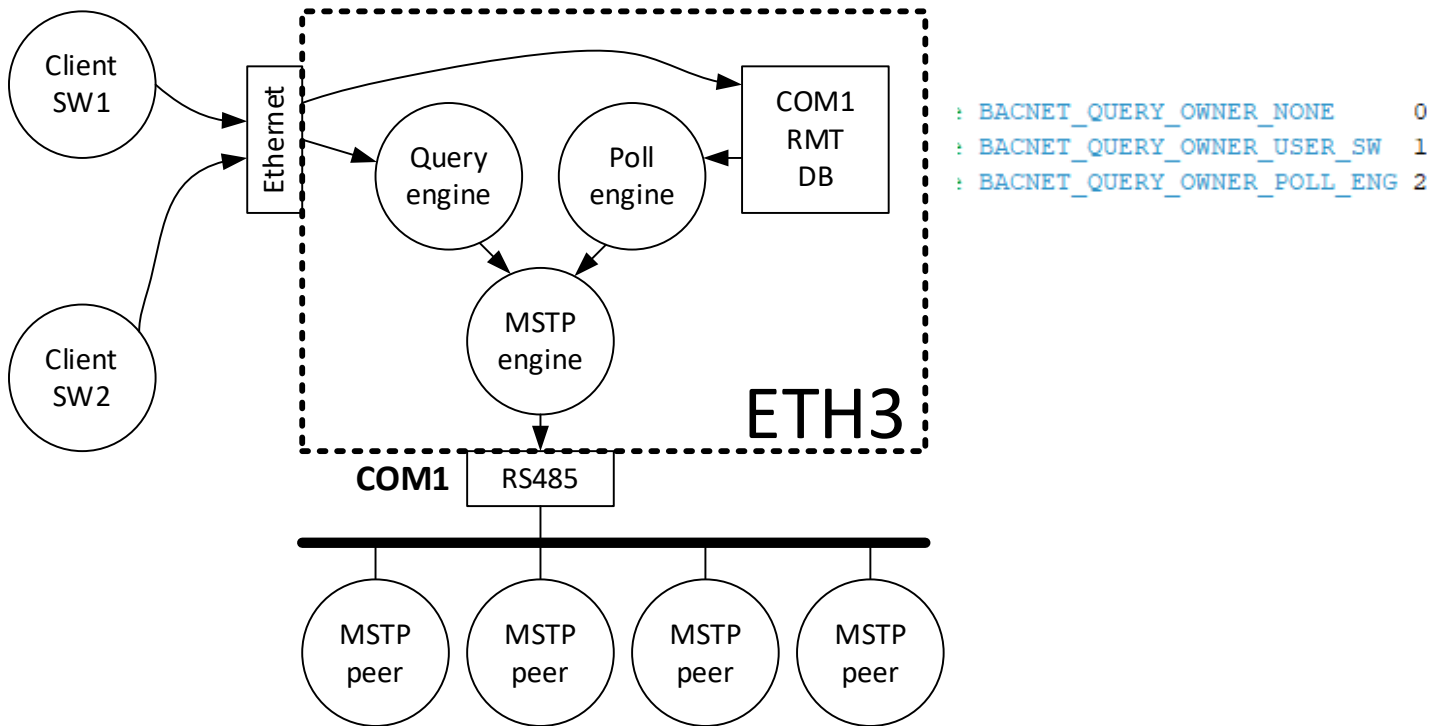 Client
SW1
Ethernet
COM1
RMT
DB
Query
engine
Poll
engine
MSTP
engine
ETH3
Client
SW2
COM1
RS485
MSTP
peer
MSTP
peer
MSTP
peer
MSTP
peer
BACNET_QUERY_OWNER_NONE 0
BACNET_QUERY_OWNER_USER_SW 1
BACNET_QUERY_OWNER_POLL_ENG 2